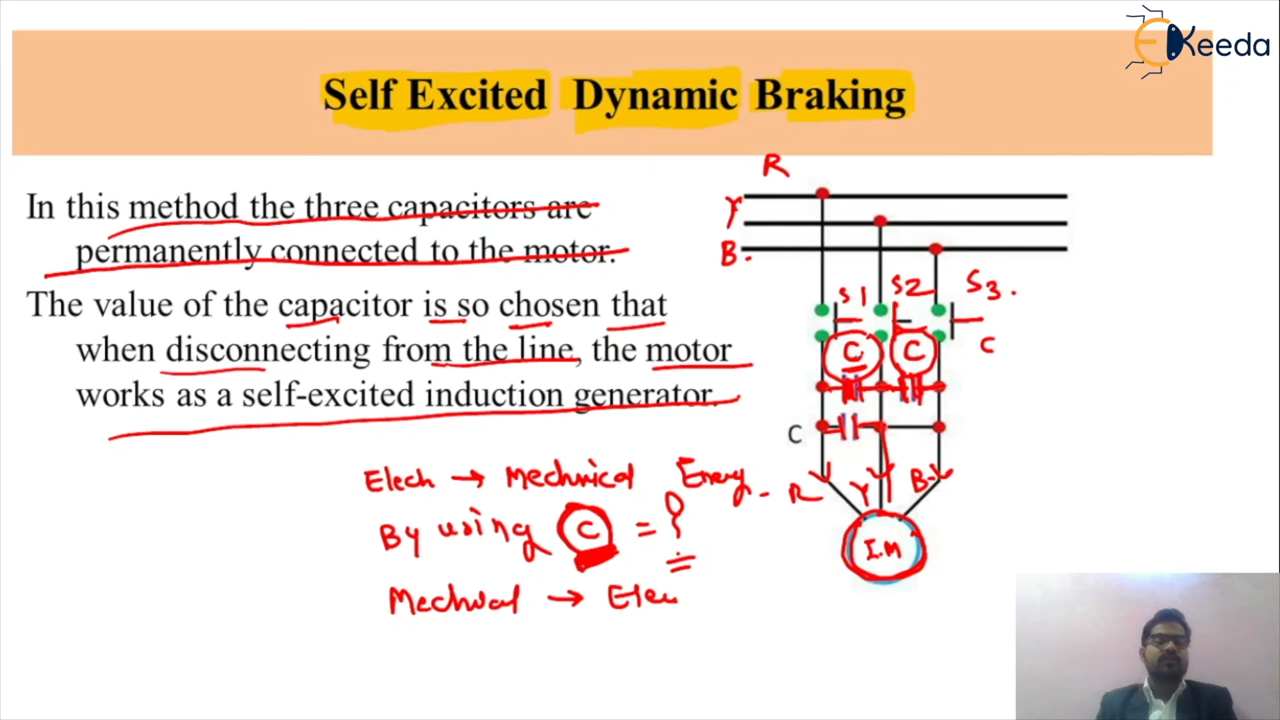 EKeeda
Self Excited Dynamic Braking
In this method the three capacitors are
permanently connected to the motor.
The value of the capacitor is so chosen that
when disconnecting from the line, the motor
works as a self-excited induction generator.
R
Y
B.
S1 S2 S3.
C C C
C
R Y B
I.M
Elech → Mechnical Energy
By using C = ?
Mechnical → Elec